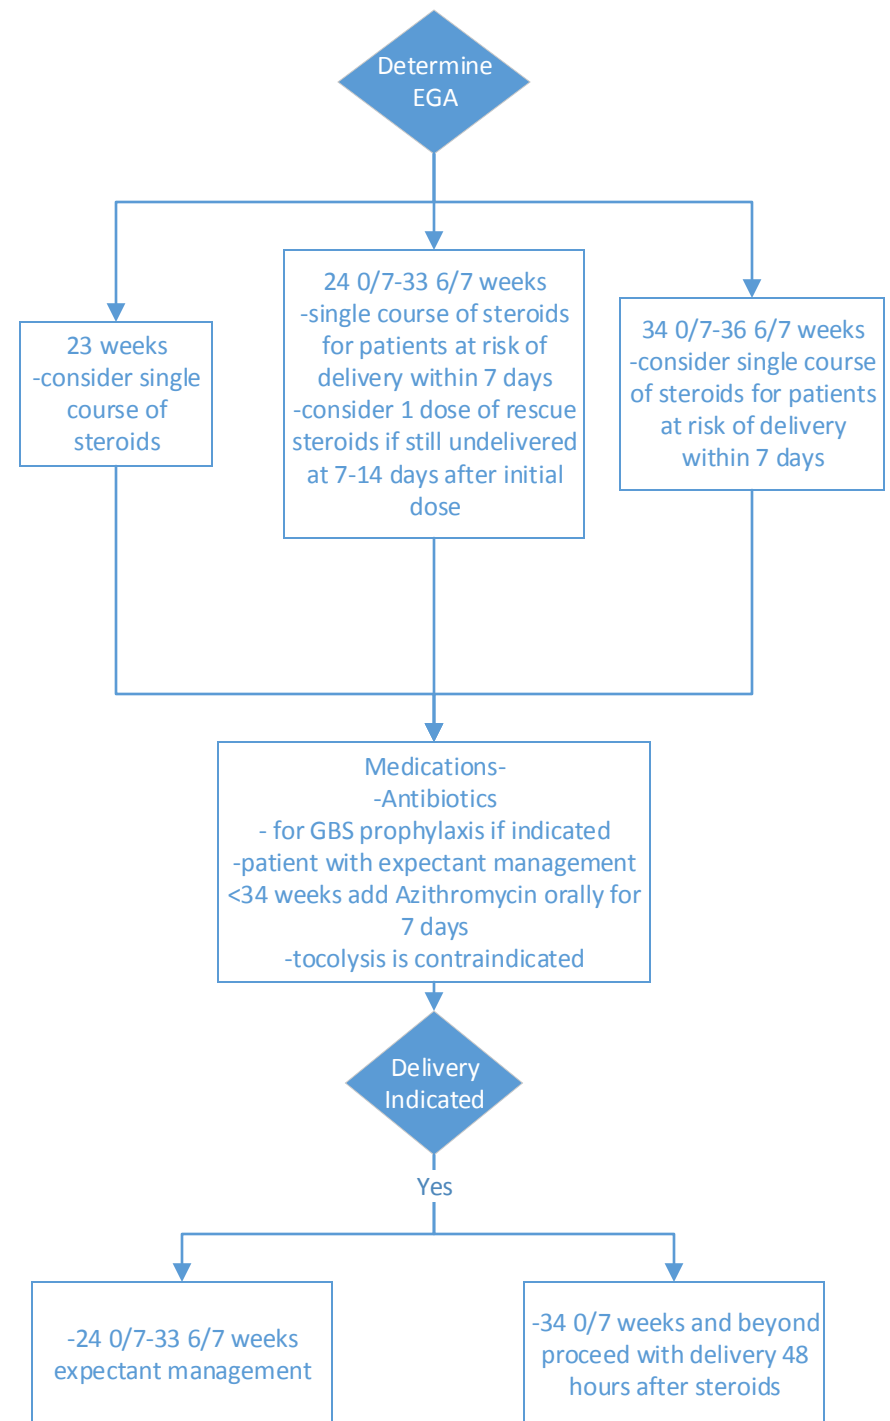 Determine
EGA
23 weeks
-consider single
course of
steroids
24 0/7-33 6/7 weeks
-single course of steroids
for patients at risk of
delivery within 7 days
-consider 1 dose of rescue
steroids if still undelivered
at 7-14 days after initial
dose
34 0/7-36 6/7 weeks
-consider single course
of steroids for patients
at risk of delivery
within 7 days
Medications-
-Antibiotics
- for GBS prophylaxis if indicated
-patient with expectant management
<34 weeks add Azithromycin orally for
7 days
-tocolysis is contraindicated
Delivery
Indicated
Yes
-24 0/7-33 6/7 weeks
expectant management
-34 0/7 weeks and beyond
proceed with delivery 48
hours after steroids